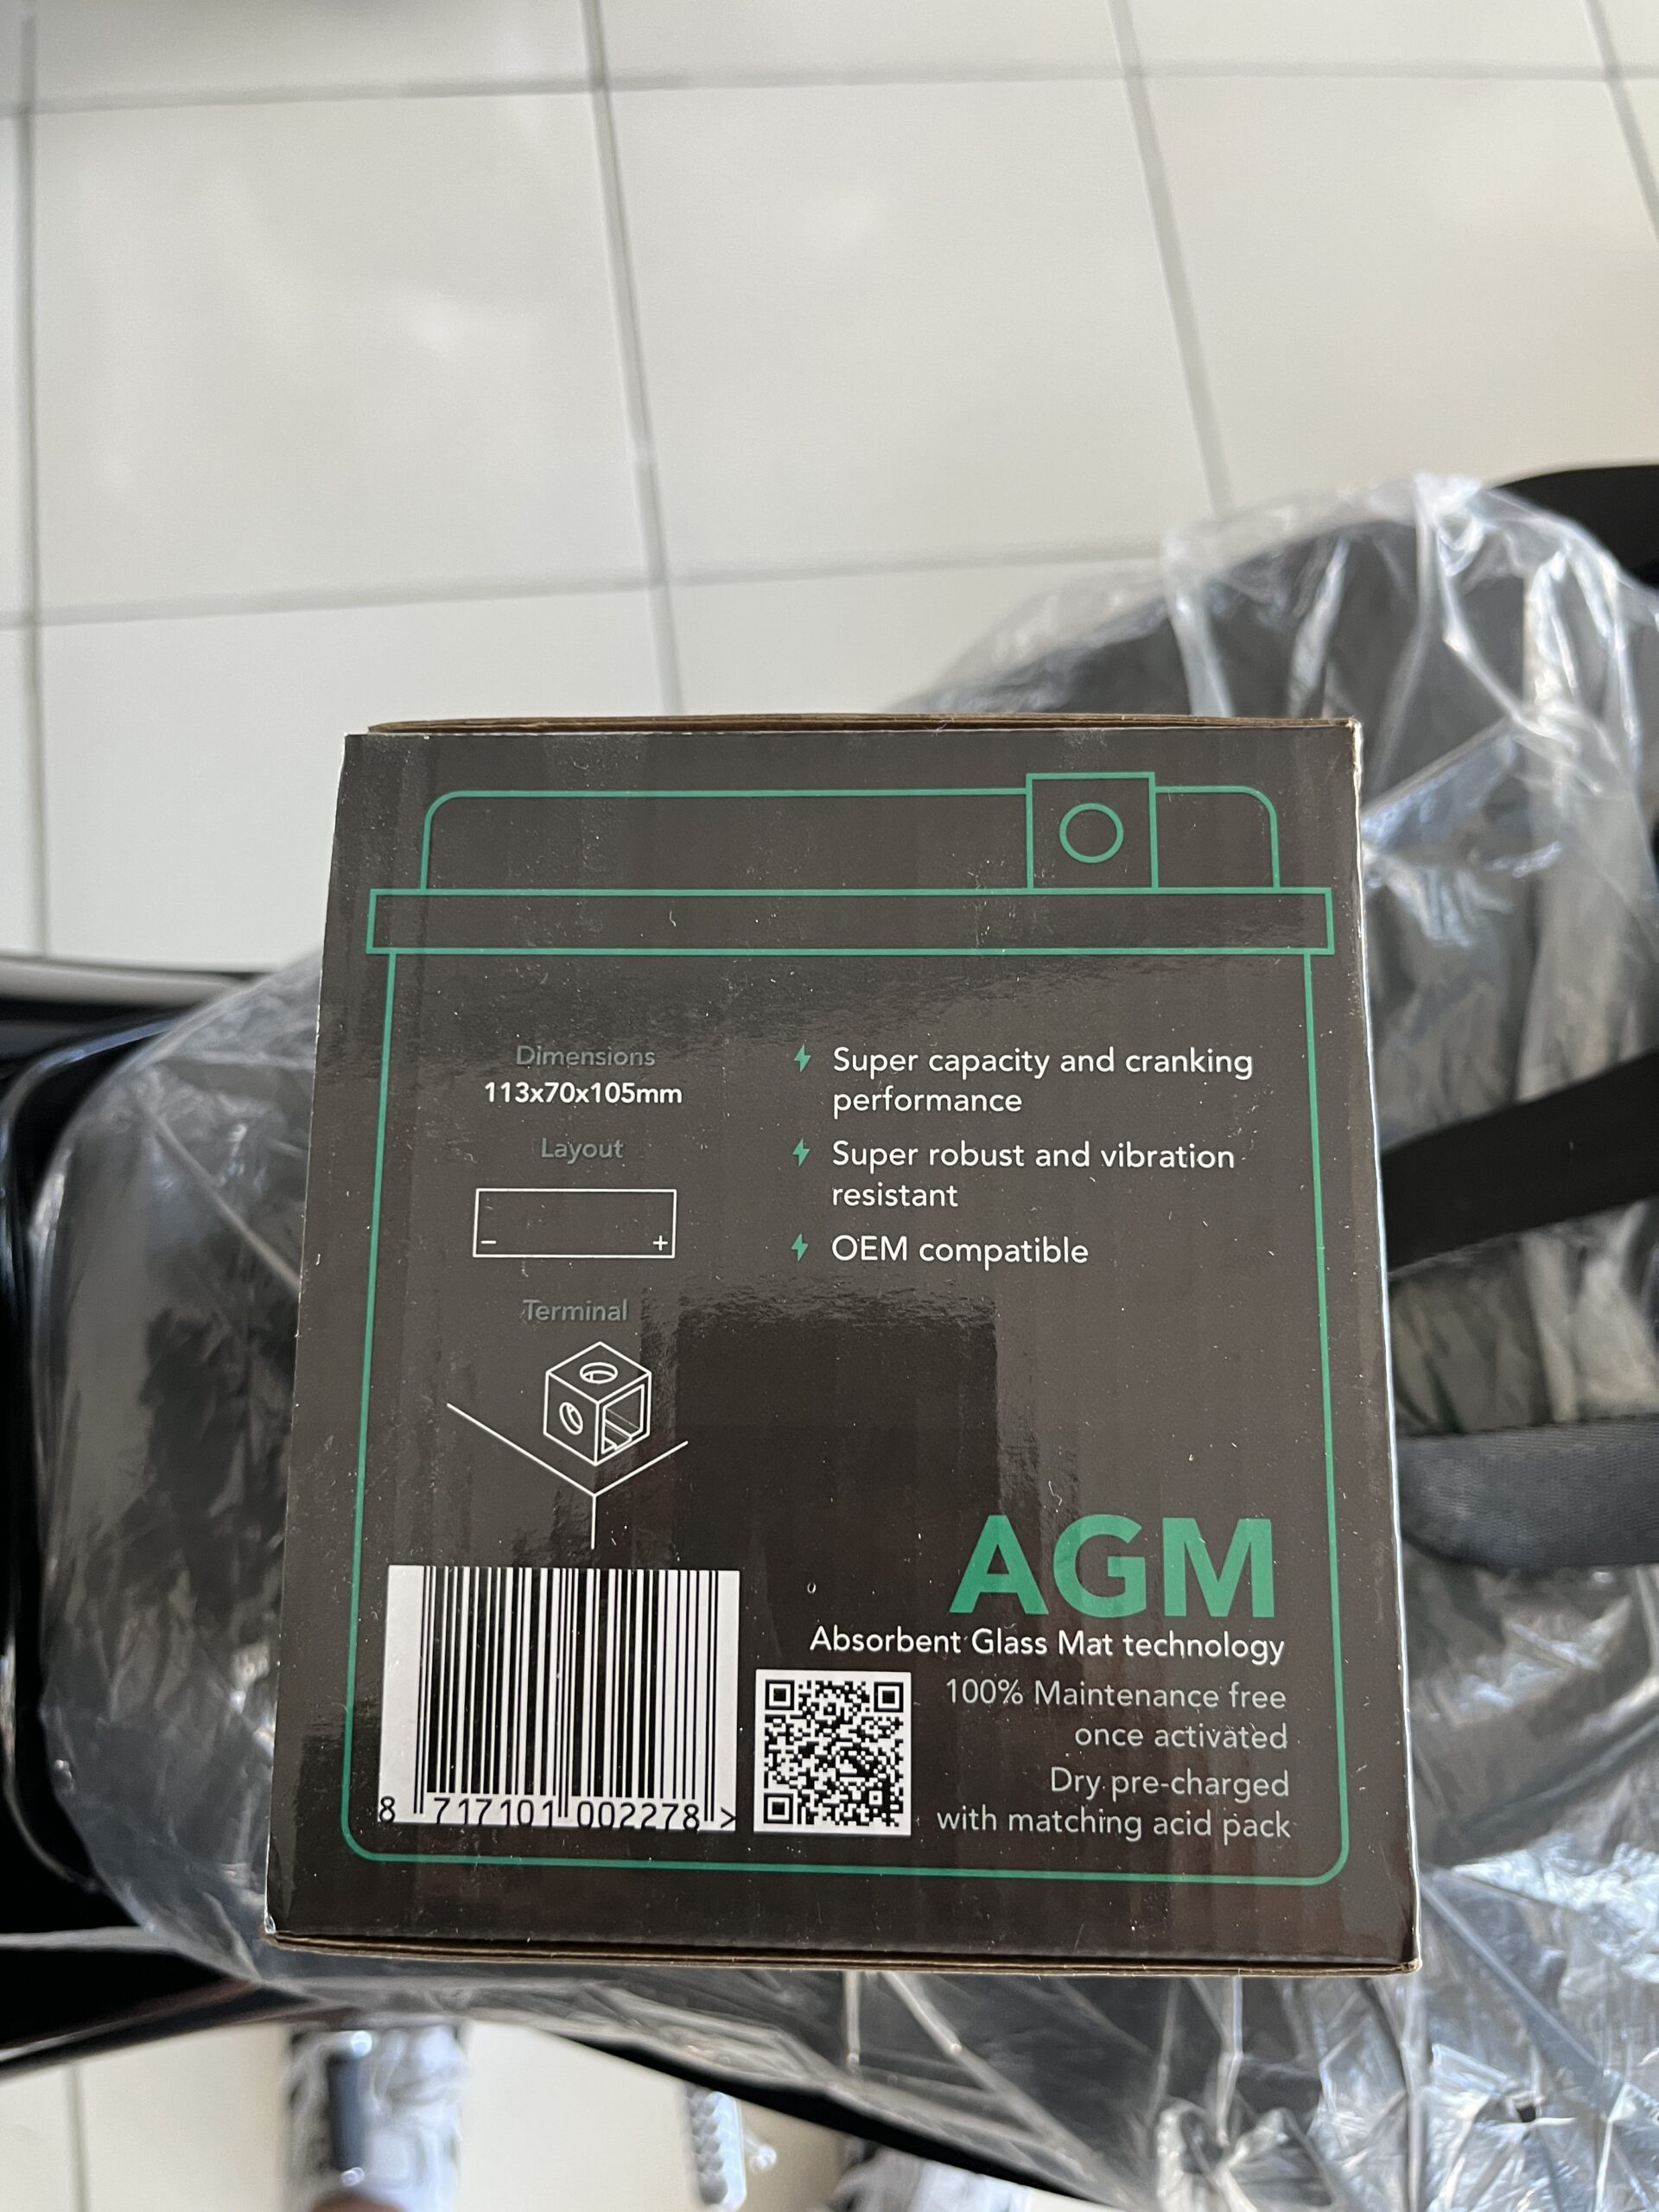 Dimensions
113x70x105mm
Layout
- +
Terminal
Super capacity and cranking
performance
Super robust and vibration
resistant
OEM compatible
AGM
Absorbent Glass Mat technology
100% Maintenance free
once activated
Dry pre-charged
with matching acid pack
8 717101 002278 >